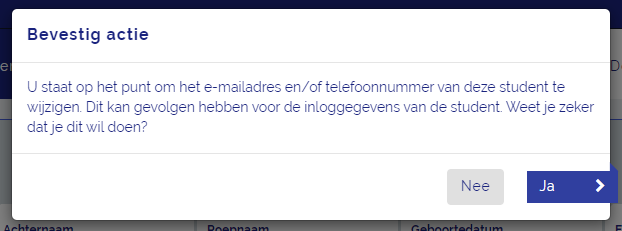 Bevestig actie
U staat op het punt om het e-mailadres en/of telefoonnummer van deze student te
wijzigen. Dit kan gevolgen hebben voor de inloggegevens van de student. Weet je zeker
dat je dit wil doen?
Nee
Ja
Achternaam
Roepnaam
Geboortedatum